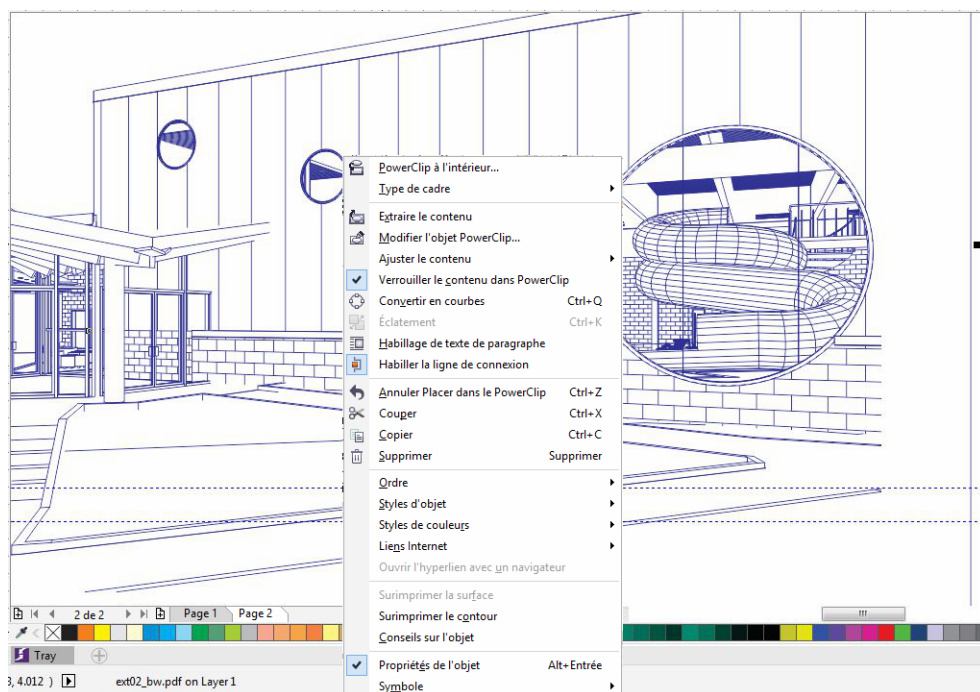 PowerClip à l'intérieur...
Type de cadre
Extraire le contenu
Modifier l'objet PowerClip...
Ajuster le contenu
Verrouiller le contenu dans PowerClip
Convertir en courbes Ctrl+Q
Éclatement Ctrl+K
Habillage de texte de paragraphe
Habiller la ligne de connexion
Annuler Placer dans le PowerClip Ctrl+Z
Couper Ctrl+X
Copier Ctrl+C
Supprimer Supprimer
Ordre
Styles d'objet
Styles de couleurs
Liens Internet
Ouvrir l'hyperlien avec un navigateur
Surimprimer la surface
Surimprimer le contour
Conseils sur l'objet
Propriétés de l'objet Alt+Entrée
Symbole
2 de 2 Page 1 Page 2
Tray
3, 4.012 ) ext02_bw.pdf on Layer 1